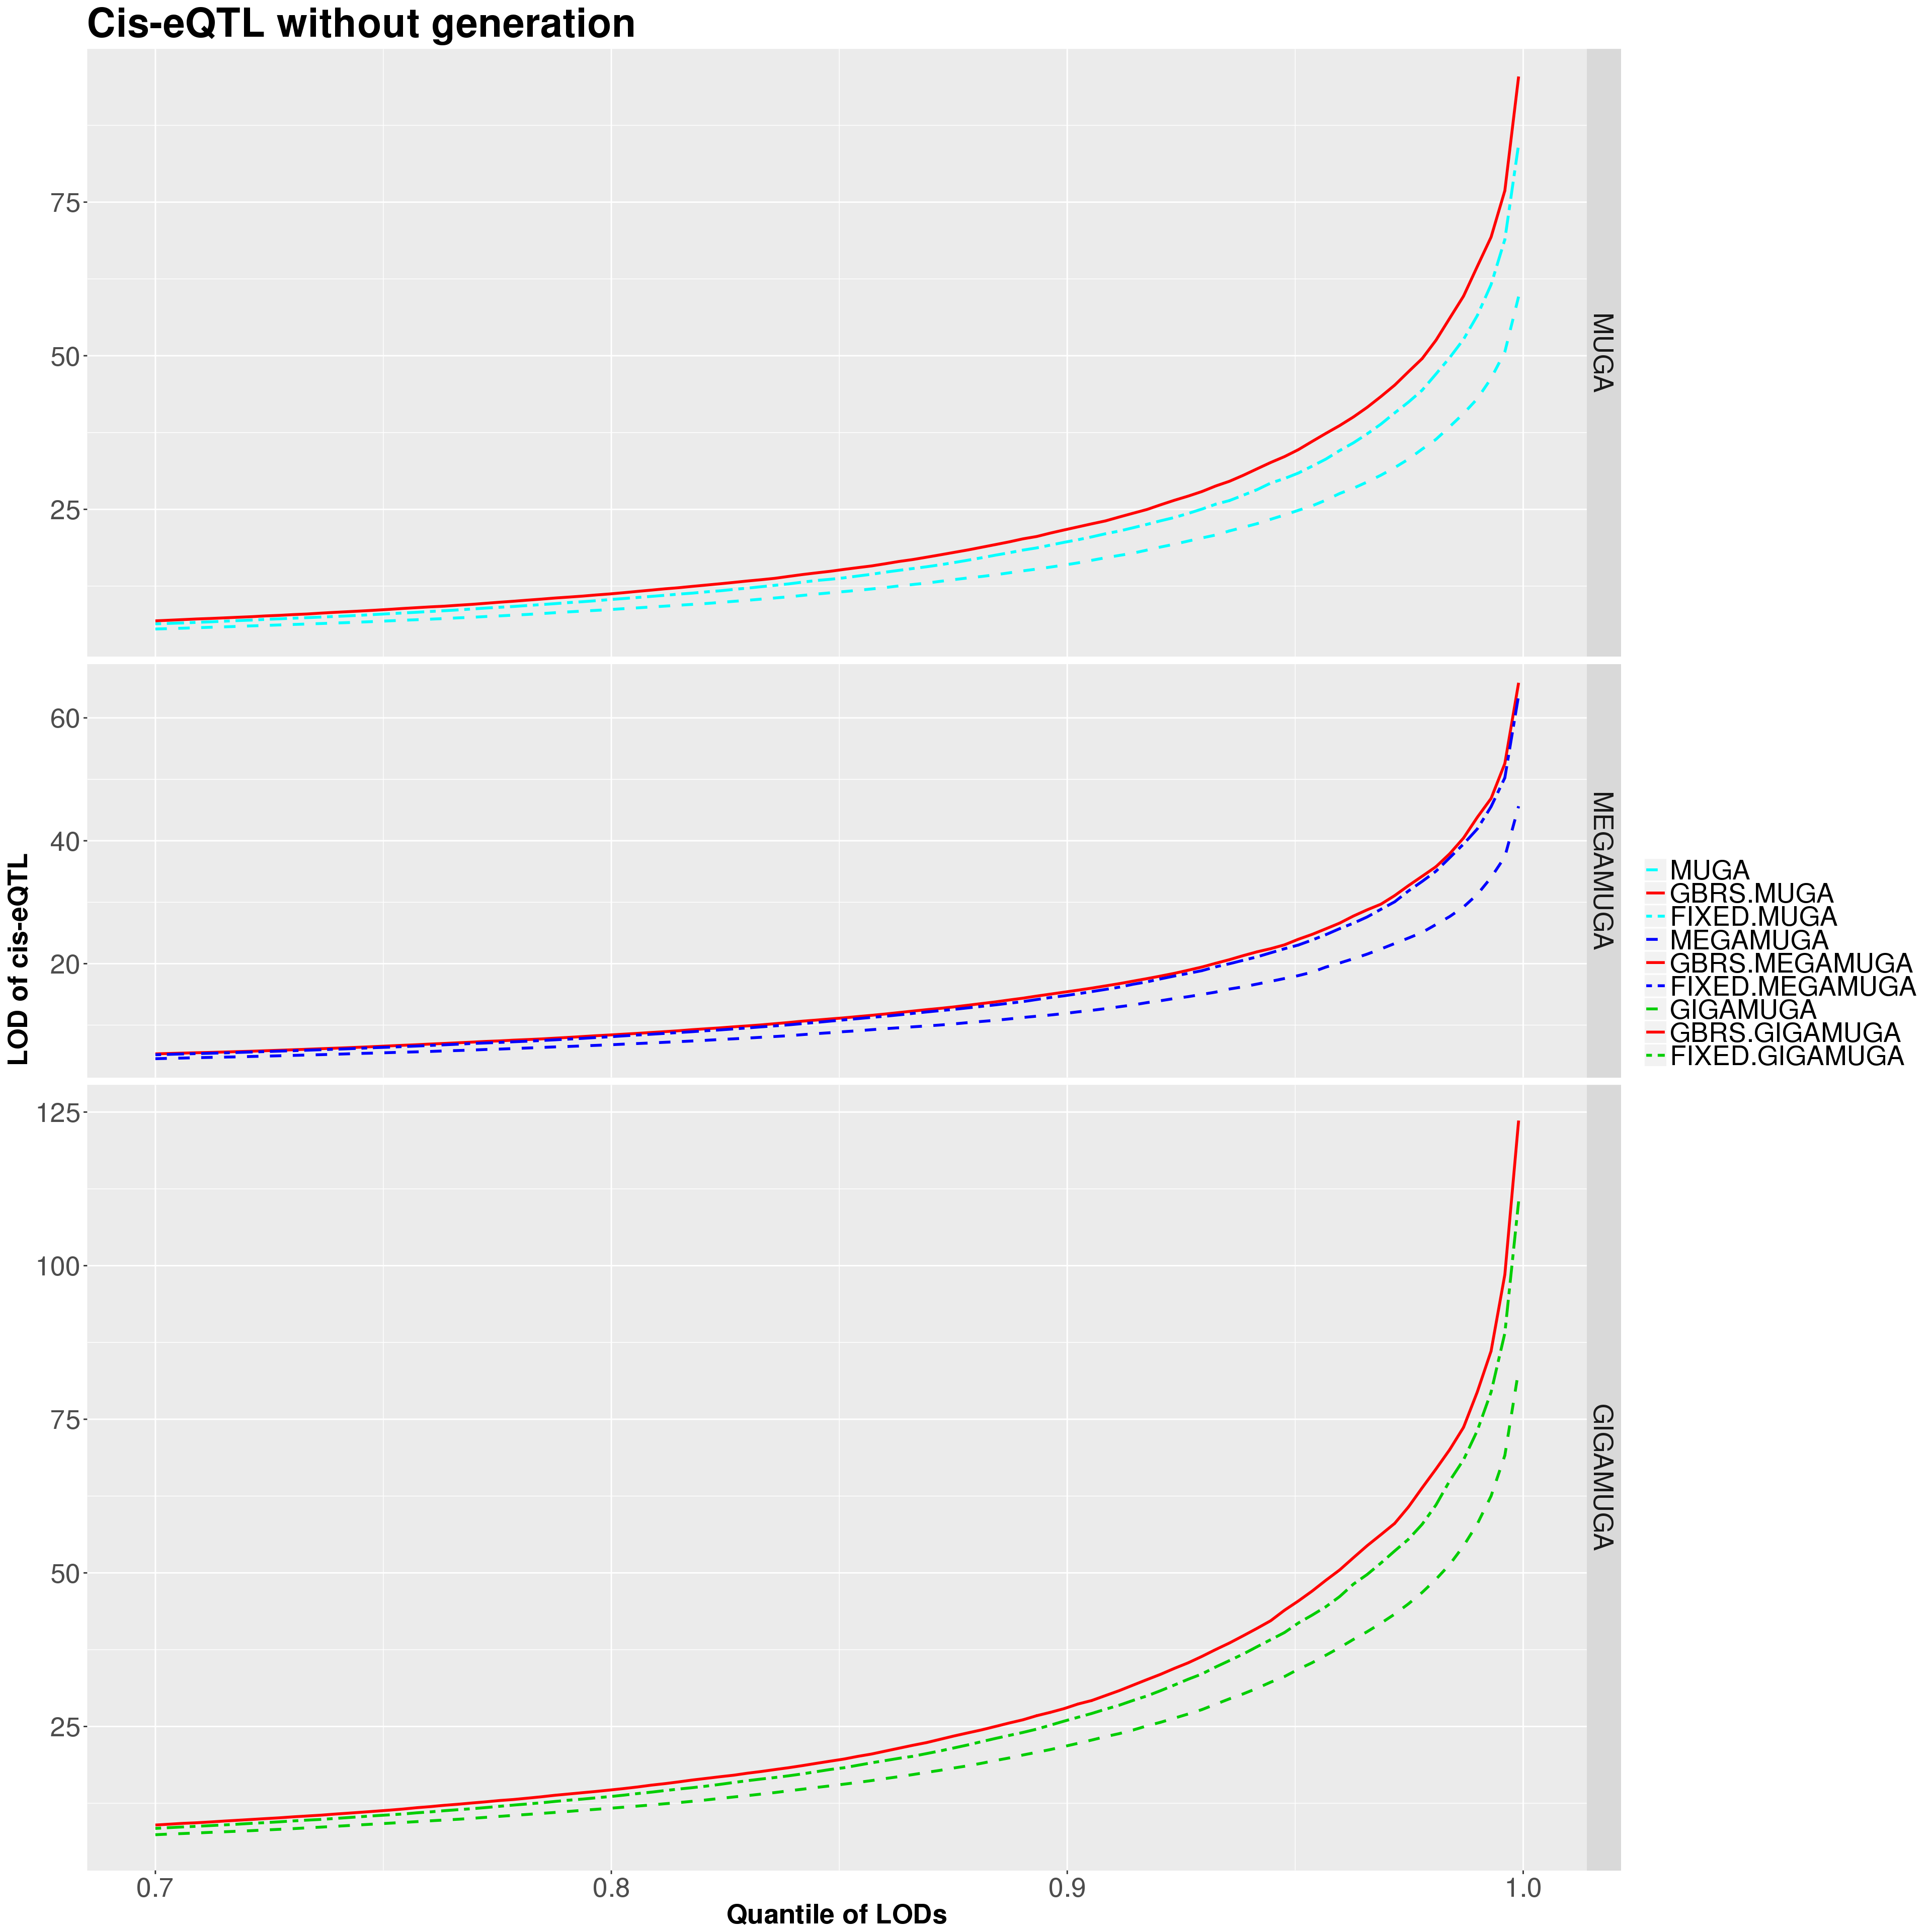 Cis-eQTL without generation
75
50
25
MUGA
60
40
20
MEGAMUGA
125
100
75
50
25
GIGAMUGA
LOD of cis-eQTL
0.7
0.8
0.9
1.0
Quantile of LODs
MUGA
GBRS.MUGA
FIXED.MUGA
MEGAMUGA
GBRS.MEGAMUGA
FIXED.MEGAMUGA
GIGAMUGA
GBRS.GIGAMUGA
FIXED.GIGAMUGA